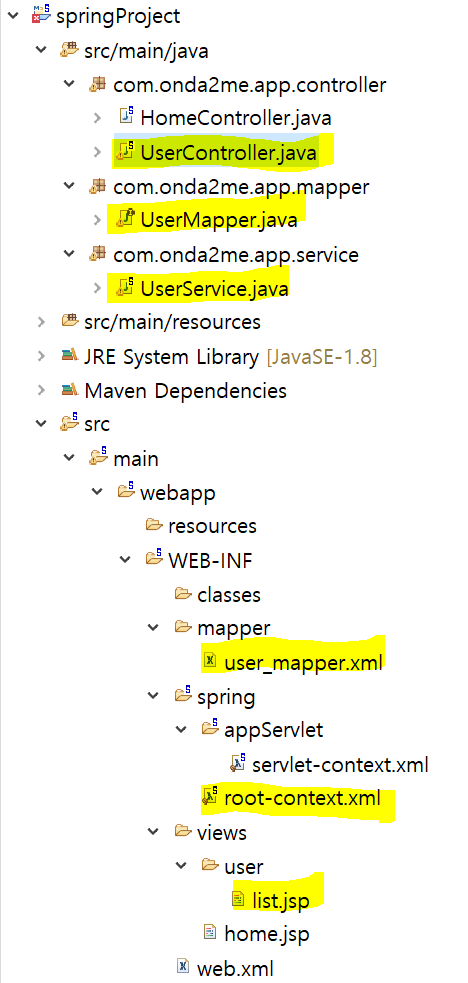 springProject
src/main/java
com.onda2me.app.controller
HomeController.java
UserController.java
com.onda2me.app.mapper
UserMapper.java
com.onda2me.app.service
UserService.java
src/main/resources
JRE System Library [JavaSE-1.8]
Maven Dependencies
src
main
webapp
resources
WEB-INF
classes
mapper
user_mapper.xml
spring
appServlet
servlet-context.xml
root-context.xml
views
user
list.jsp
home.jsp
web.xml